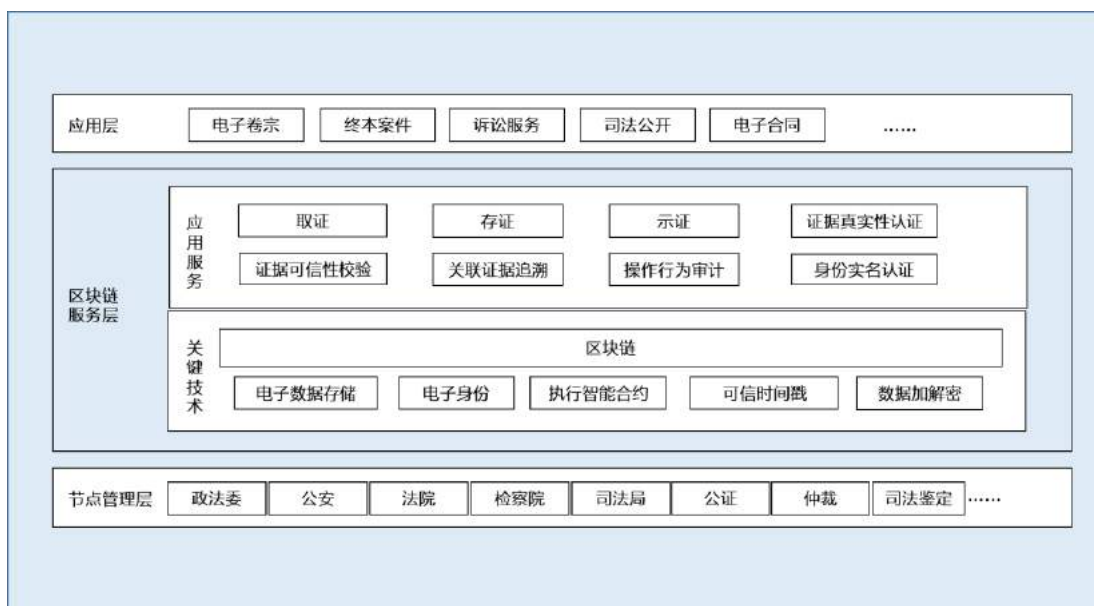 应用层 电子卷宗 终本案件 诉讼服务 司法公开 电子合同 ……
区块链服务层
应用服务
取证 存证 示证 证据真实性认证
证据可信性校验 关联证据追溯 操作行为审计 身份实名认证
关键技术
区块链
电子数据存储 电子身份 执行智能合约 可信时间戳 数据加解密
节点管理层 政法委 公安 法院 检察院 司法局 公证 仲裁 司法鉴定 ……